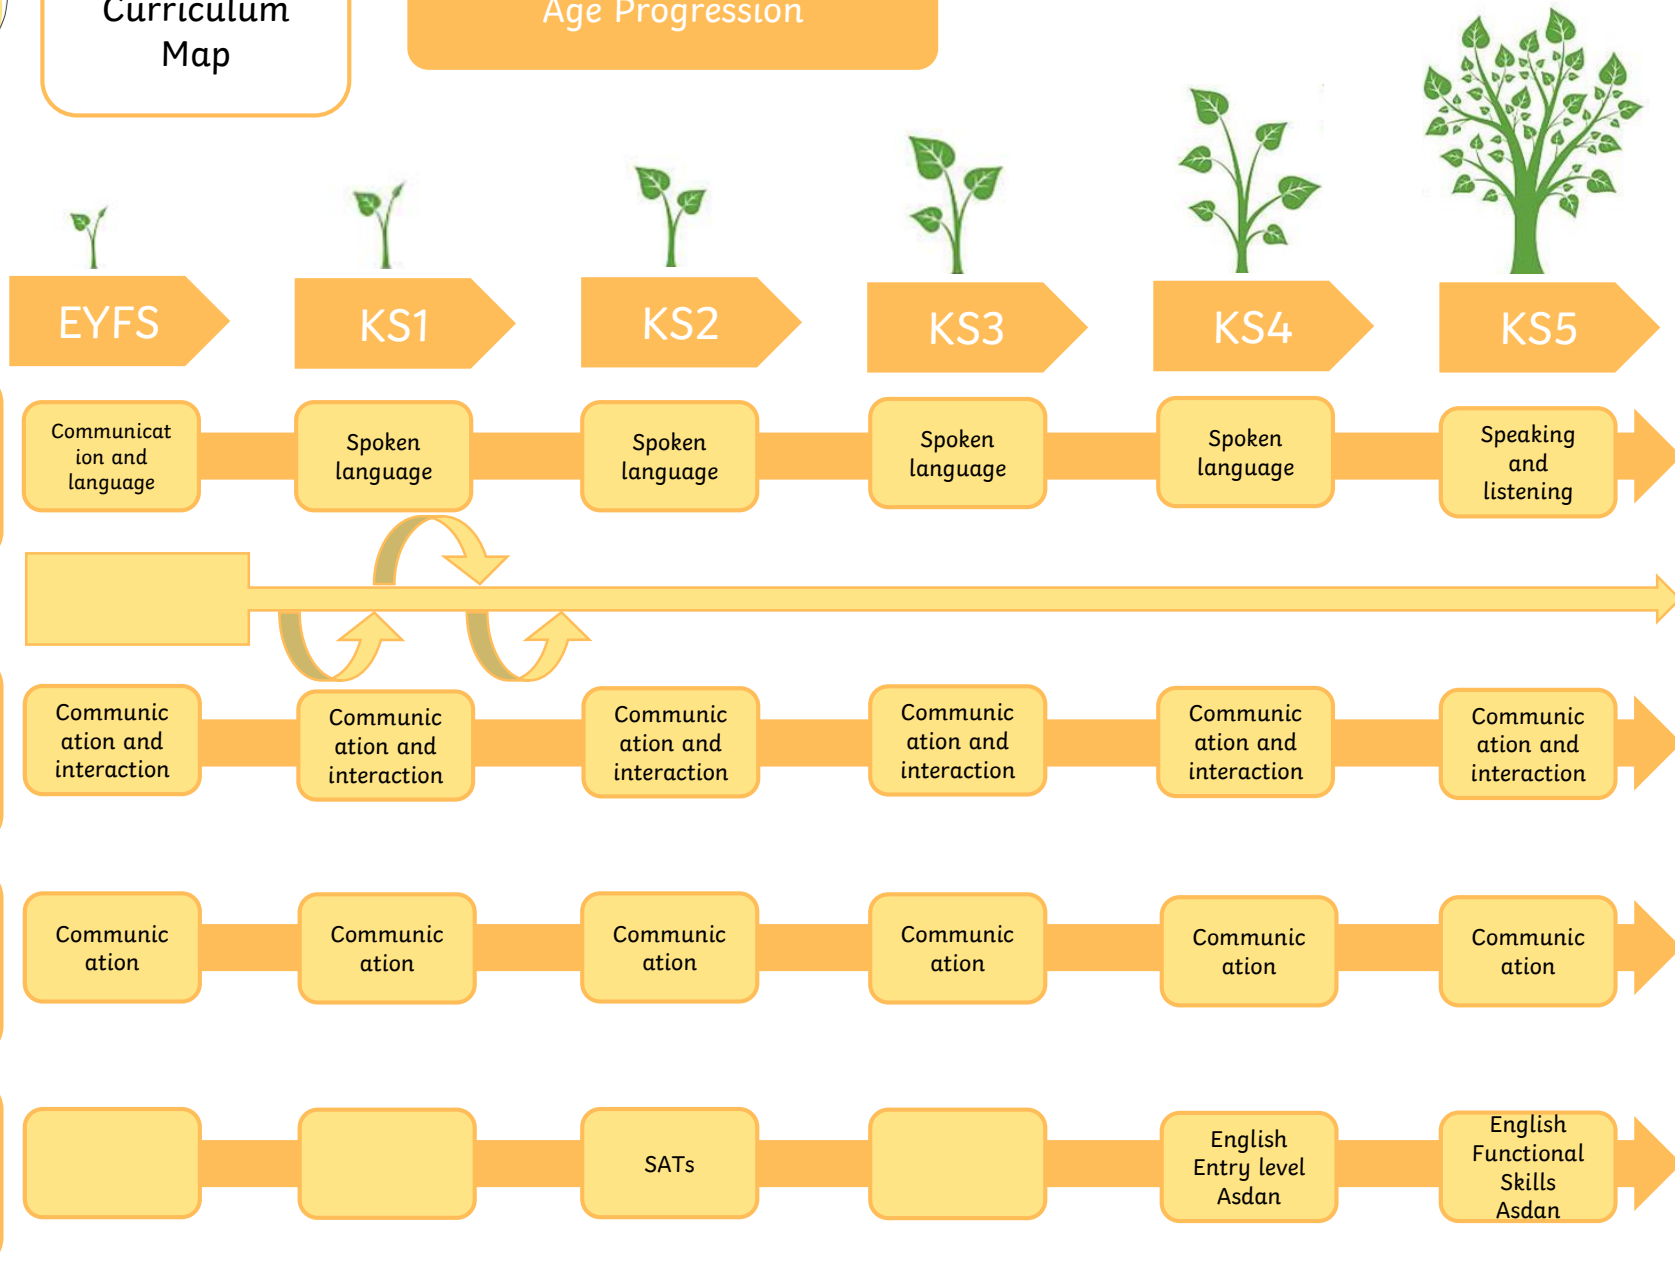 Curriculum
Map
Age Progression
EYFS
KS1
KS2
KS3
KS4
KS5
Communicat
ion and
language
Spoken
language
Spoken
language
Spoken
language
Spoken
language
Speaking
and
listening
Communic
ation and
interaction
Communic
ation and
interaction
Communic
ation and
interaction
Communic
ation and
interaction
Communic
ation and
interaction
Communic
ation and
interaction
Communic
ation
Communic
ation
Communic
ation
Communic
ation
Communic
ation
Communic
ation
SATs
English
Entry level
Asdan
English
Functional
Skills
Asdan